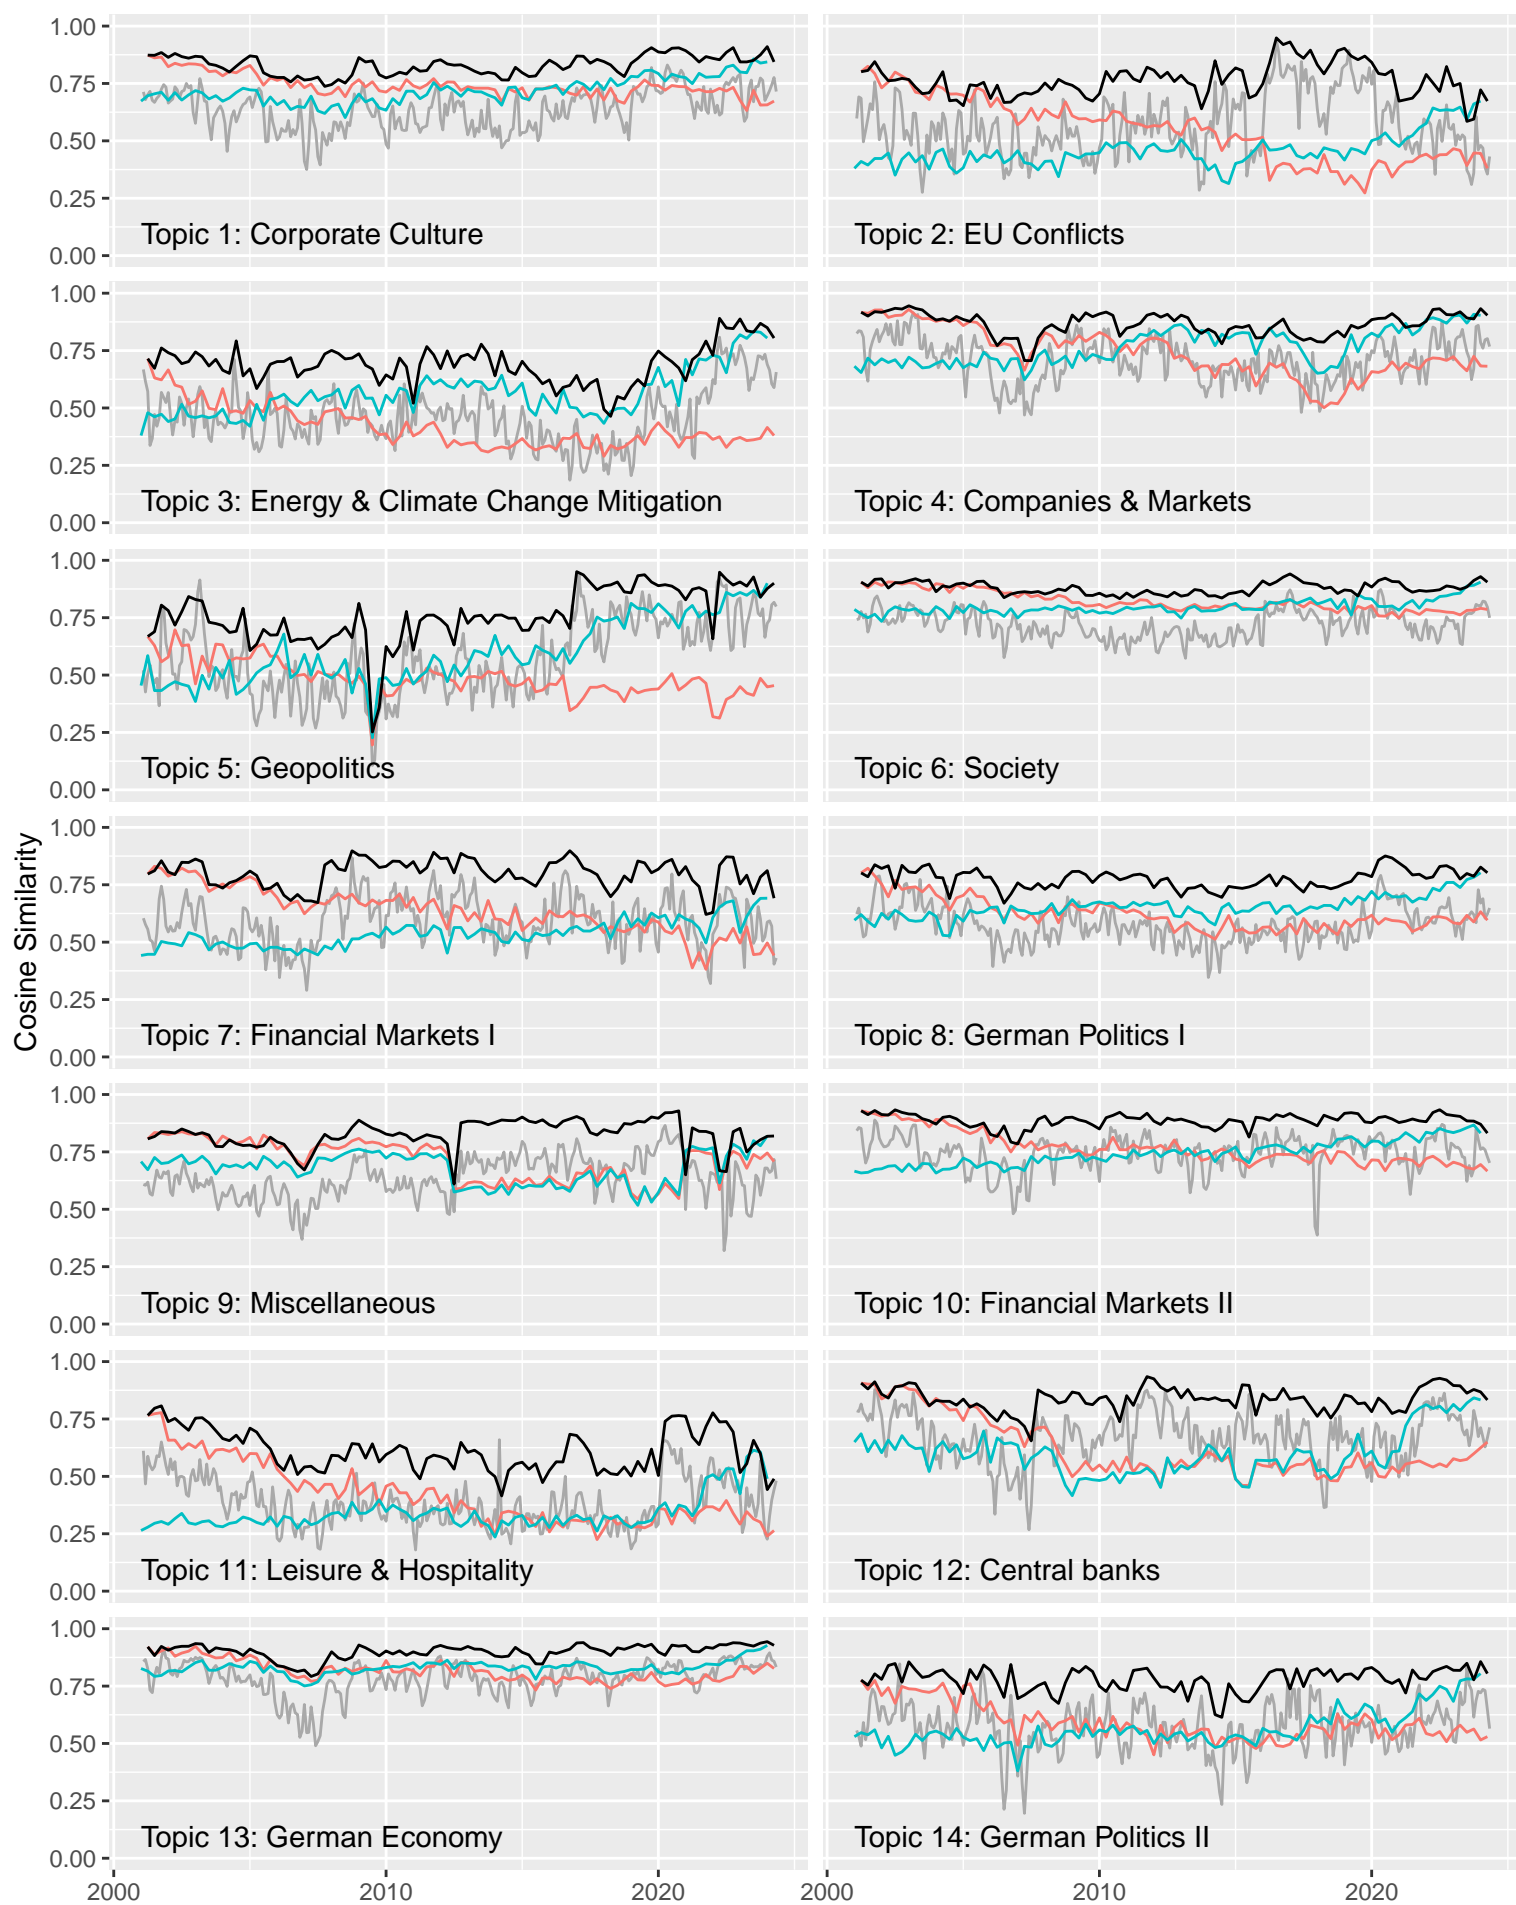 Cosine Similarity
1.00
0.75
0.50
0.25
0.00
Topic 1: Corporate Culture
Topic 2: EU Conflicts
1.00
0.75
0.50
0.25
0.00
Topic 3: Energy & Climate Change Mitigation
Topic 4: Companies & Markets
1.00
0.75
0.50
0.25
0.00
Topic 5: Geopolitics
Topic 6: Society
1.00
0.75
0.50
0.25
0.00
Topic 7: Financial Markets I
Topic 8: German Politics I
1.00
0.75
0.50
0.25
0.00
Topic 9: Miscellaneous
Topic 10: Financial Markets II
1.00
0.75
0.50
0.25
0.00
Topic 11: Leisure & Hospitality
Topic 12: Central banks
1.00
0.75
0.50
0.25
0.00
Topic 13: German Economy
Topic 14: German Politics II
2000 2010 2020 2000 2010 2020